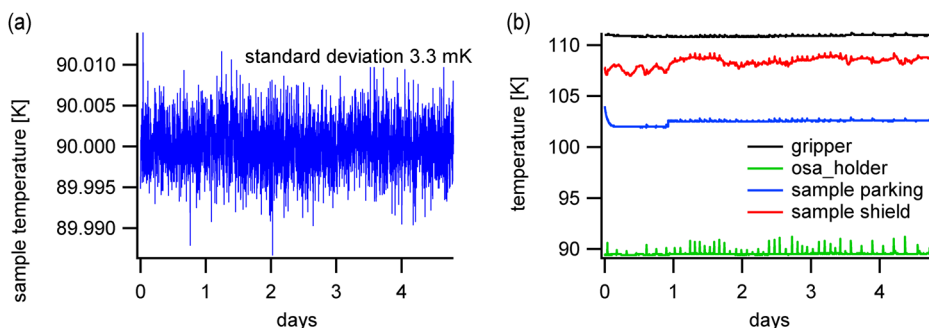 (a)
standard deviation 3.3 mK
sample temperature [K]
90.010
90.005
90.000
89.995
89.990
0 1 2 3 4
days
(b)
temperature [K]
110
105
100
95
90
gripper
osa_holder
sample parking
sample shield
0 1 2 3 4
days